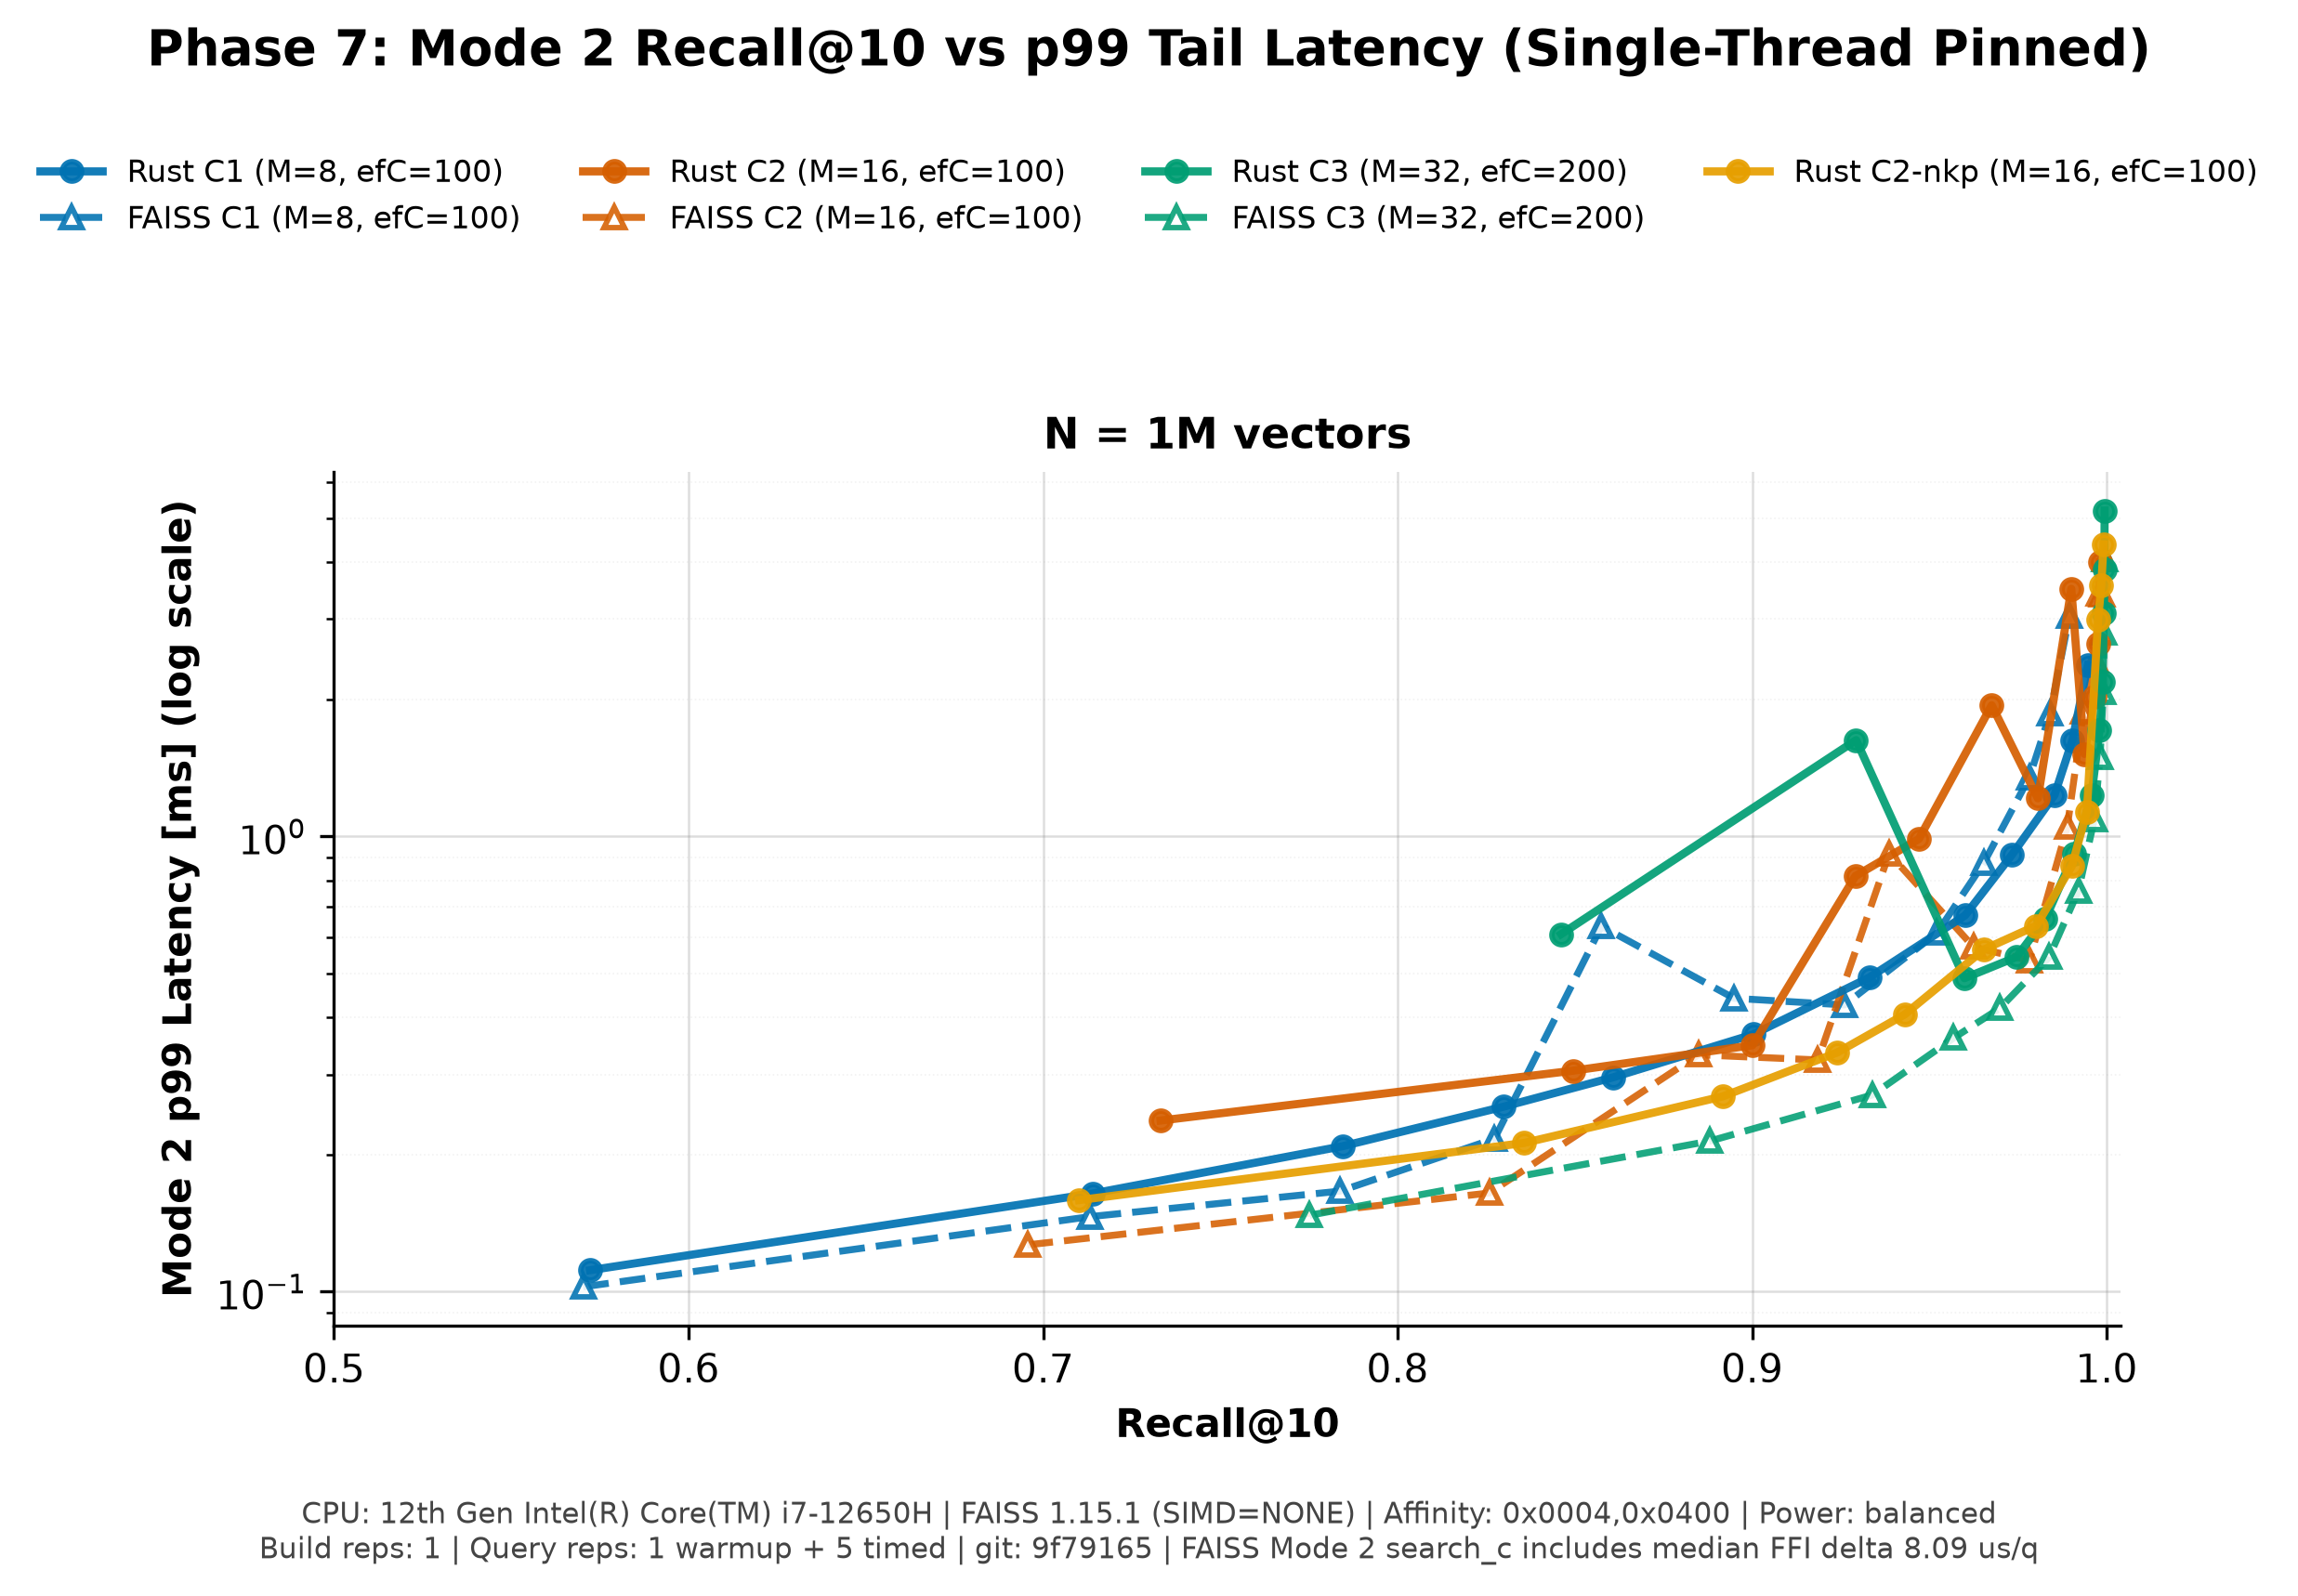 Phase 7: Mode 2 Recall@10 vs p99 Tail Latency (Single-Thread Pinned)
Rust C1 (M=8, efC=100)
FAISS C1 (M=8, efC=100)
Rust C2 (M=16, efC=100)
FAISS C2 (M=16, efC=100)
Rust C3 (M=32, efC=200)
FAISS C3 (M=32, efC=200)
Rust C2-nkp (M=16, efC=100)
N = 1M vectors
Mode 2 p99 Latency [ms] (log scale)
10⁰
10⁻¹
0.5 0.6 0.7 0.8 0.9 1.0
Recall@10
CPU: 12th Gen Intel(R) Core(TM) i7-12650H | FAISS 1.15.1 (SIMD=NONE) | Affinity: 0x0004,0x0400 | Power: balanced
Build reps: 1 | Query reps: 1 warmup + 5 timed | git: 9f79165 | FAISS Mode 2 search_c includes median FFI delta 8.09 us/q